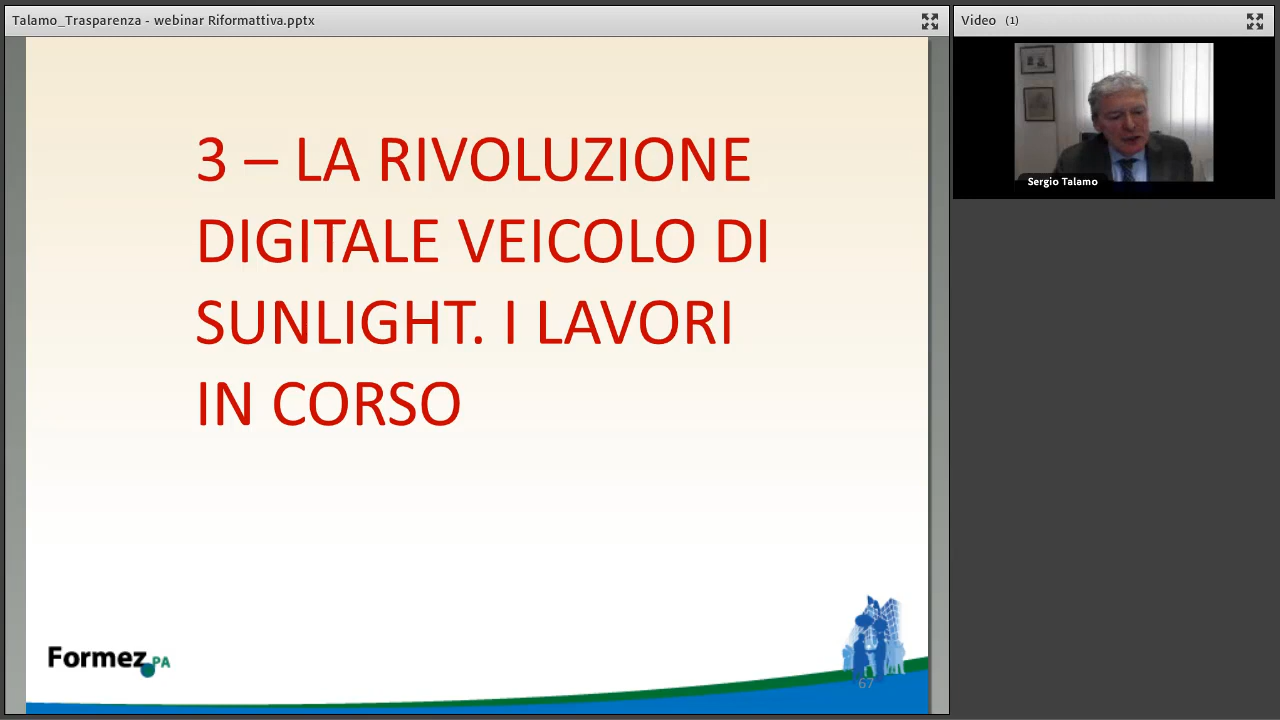 Talamo_Trasparenza - webinar Riformattiva.pptx
Video (1)
Sergio Talamo
3 – LA RIVOLUZIONE
DIGITALE VEICOLO DI
SUNLIGHT. I LAVORI
IN CORSO
Formez PA
67